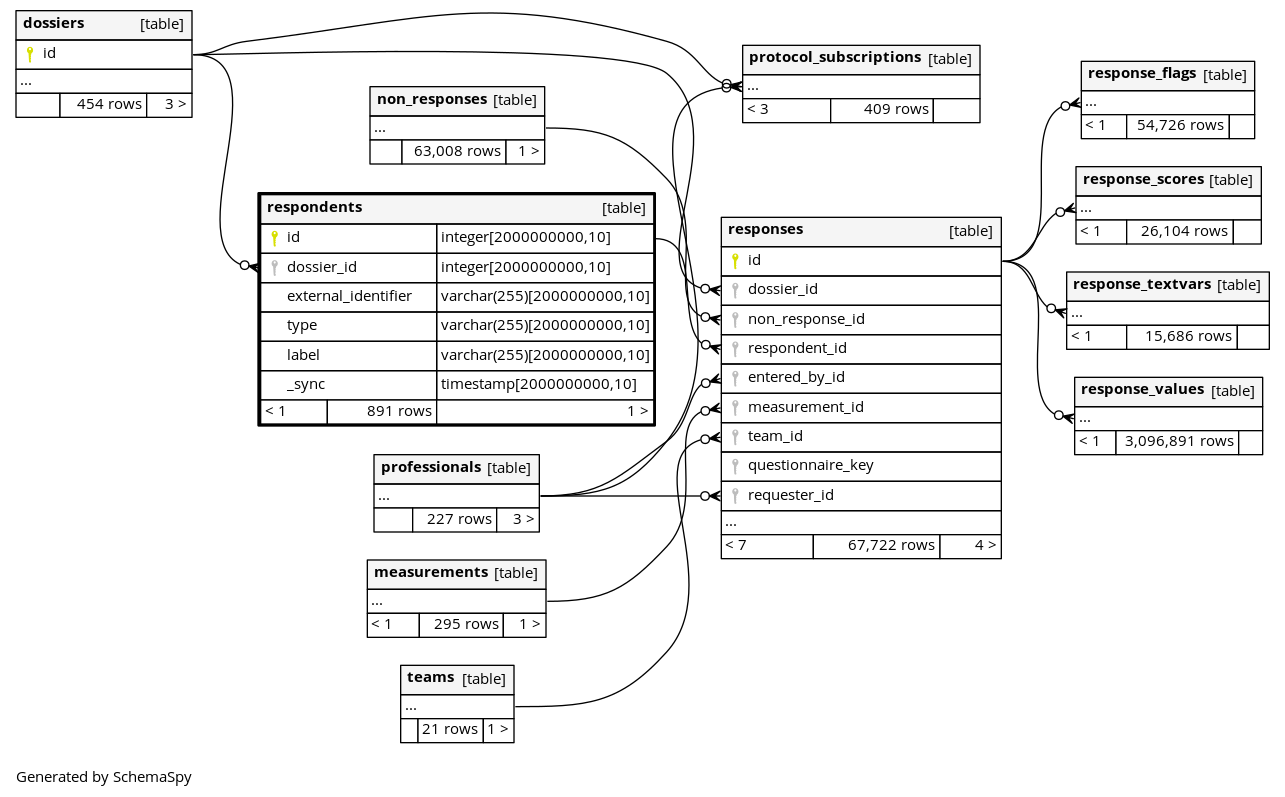 dossiers [table]
id
...
454 rows 3 >
non_responses [table]
...
63,008 rows 1 >
respondents [table]
id integer[2000000000,10]
dossier_id integer[2000000000,10]
external_identifier varchar(255)[2000000000,10]
type varchar(255)[2000000000,10]
label varchar(255)[2000000000,10]
_sync timestamp[2000000000,10]
< 1 891 rows 1 >
professionals [table]
...
227 rows 3 >
measurements [table]
...
< 1 295 rows 1 >
teams [table]
...
21 rows 1 >
protocol_subscriptions [table]
...
< 3 409 rows
responses [table]
id
dossier_id
non_response_id
respondent_id
entered_by_id
measurement_id
team_id
questionnaire_key
requester_id
...
< 7 67,722 rows 4 >
response_flags [table]
...
< 1 54,726 rows
response_scores [table]
...
< 1 26,104 rows
response_textvars [table]
...
< 1 15,686 rows
response_values [table]
...
< 1 3,096,891 rows
Generated by SchemaSpy